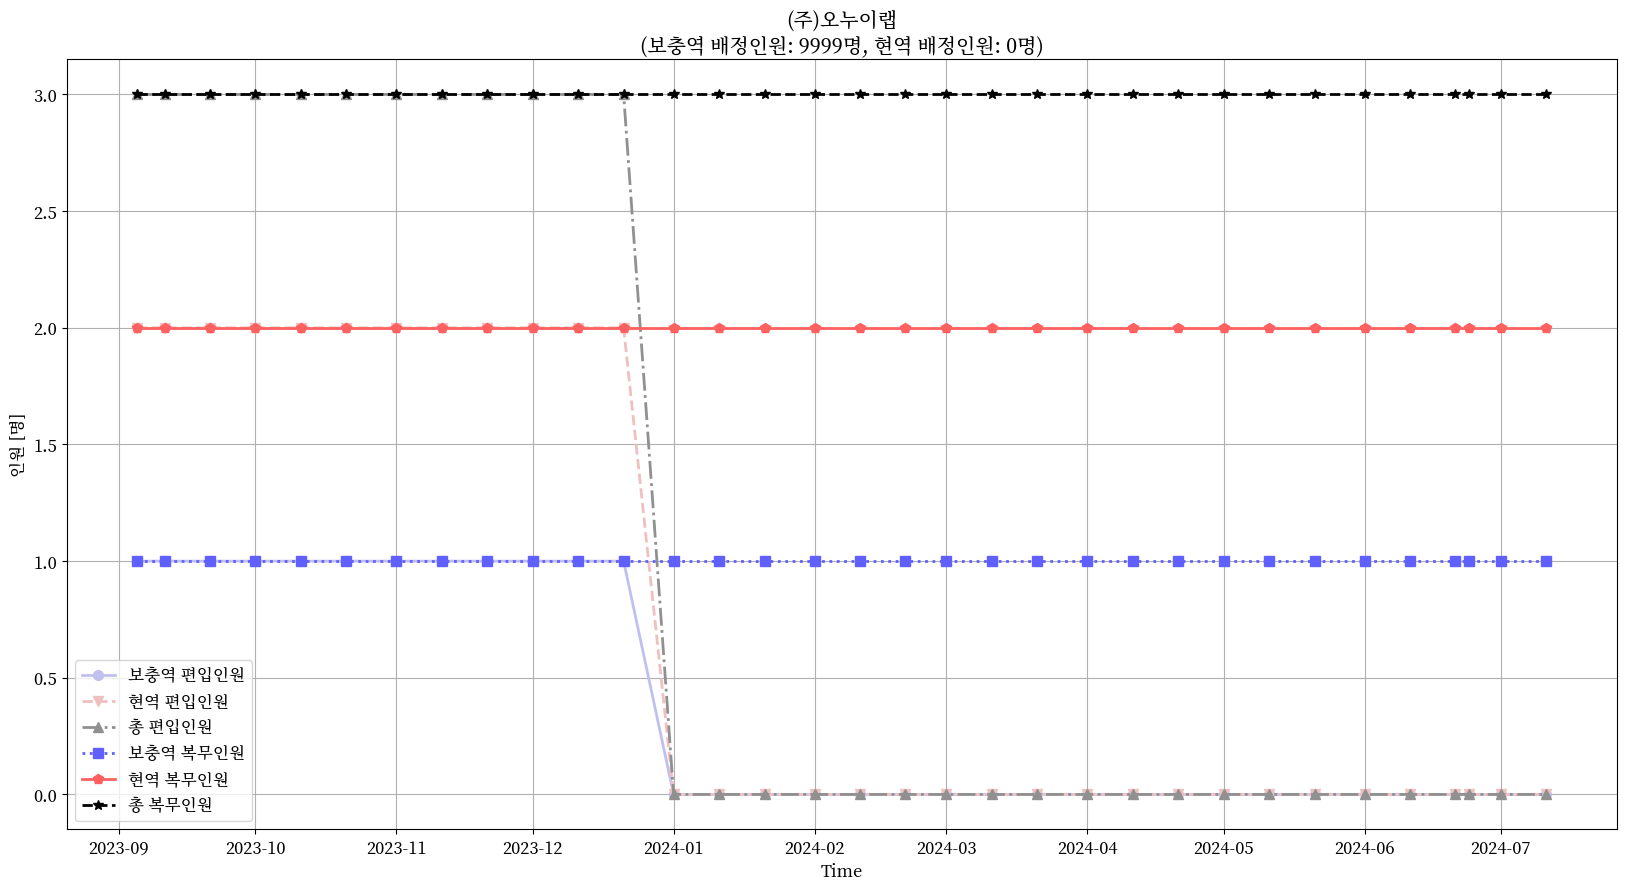 (주)오누이랩
(보충역 배정인원: 9999명, 현역 배정인원: 0명)
3.0
2.5
2.0
1.5
1.0
0.5
0.0
인원 [명]
보충역 편입인원
현역 편입인원
총 편입인원
보충역 복무인원
현역 복무인원
총 복무인원
2023-09 2023-10 2023-11 2023-12 2024-01 2024-02 2024-03 2024-04 2024-05 2024-06 2024-07
Time